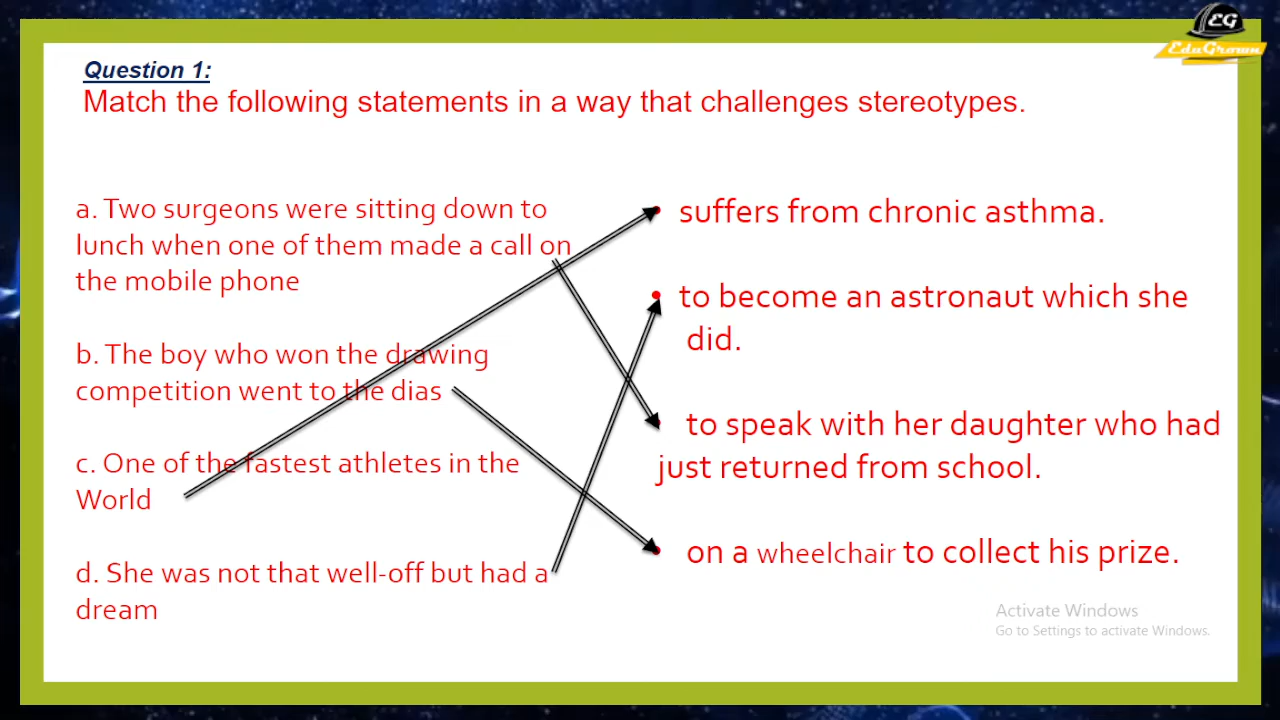 EG
EduGrown
Question 1:
Match the following statements in a way that challenges stereotypes.
a. Two surgeons were sitting down to
lunch when one of them made a call on
the mobile phone
b. The boy who won the drawing
competition went to the dias
c. One of the fastest athletes in the
World
d. She was not that well-off but had a
dream
• suffers from chronic asthma.
• to become an astronaut which she
did.
• to speak with her daughter who had
just returned from school.
• on a wheelchair to collect his prize.
Activate Windows
Go to Settings to activate Windows.